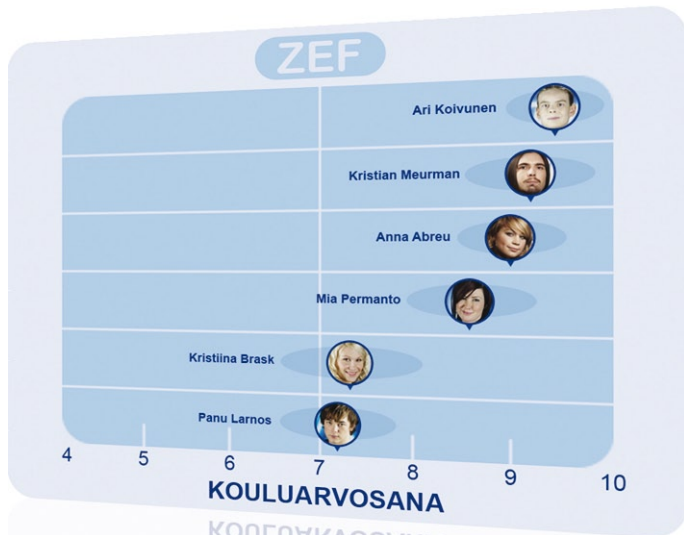 ZEF
Ari Koivunen
Kristian Meurman
Anna Abreu
Mia Permanto
Kristiina Brask
Panu Larnos
4 5 6 7 8 9 10
KOULUARVOSANA